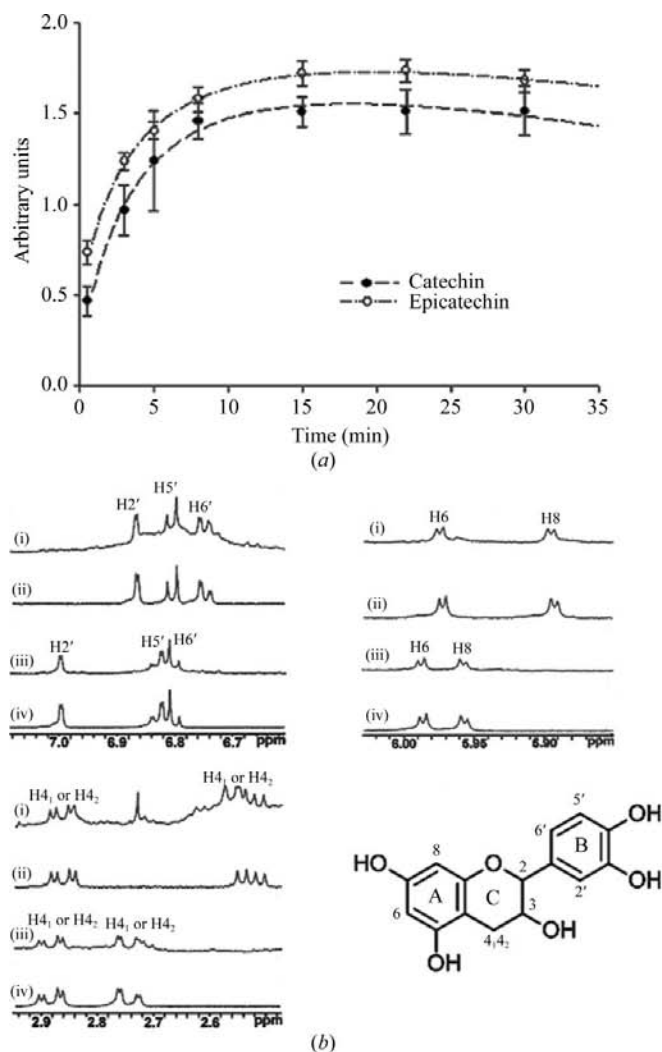 2.0
1.5
1.0
0.5
0.0
Arbitrary units
Catechin
Epicatechin
0 5 10 15 20 25 30 35
Time (min)
(a)
(i) H2′ H5′ H6′
(ii)
(iii) H2′ H5′ H6′
(iv)
7.0 6.9 6.8 6.7 ppm
(i) H6 H8
(ii)
(iii) H6 H8
(iv)
6.00 5.95 5.90 ppm
(i) H4₁ or H4₂ H4₁ or H4₂
(ii)
(iii) H4₁ or H4₂ H4₁ or H4₂
(iv)
2.9 2.8 2.7 2.6 ppm
5′
OH
6′
B
8
O
2
2′
OH
HO
A
C
3
6
4₁4₂
OH
OH
(b)